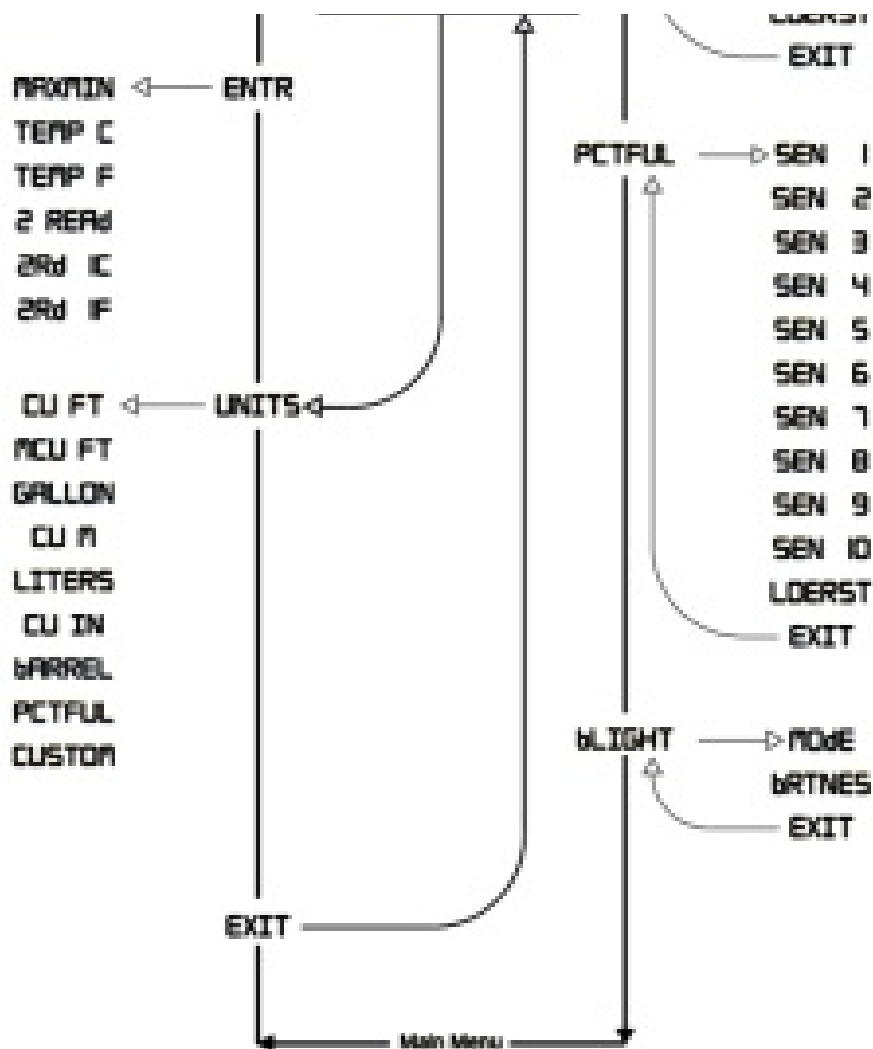 LOERST
EXIT
MAXMIN
ENTR
TEMP C
TEMP F
2 REAd
2Rd 1C
2Rd 1F
PCTFUL
SEN 1
SEN 2
SEN 3
SEN 4
SEN 5
SEN 6
SEN 7
SEN 8
SEN 9
SEN 10
LOERST
EXIT
CU FT
UNITS
MCU FT
GALLON
CU M
LITERS
CU IN
bARREL
PCTFUL
CUSTOM
bLIGHT
MOdE
bRTNES
EXIT
EXIT
Main Menu